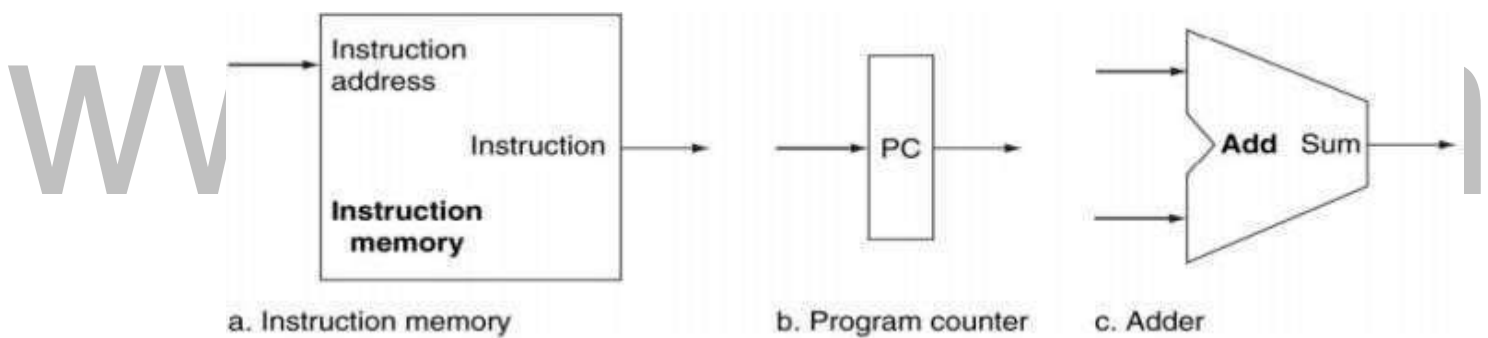 Instruction
address
Instruction
Instruction
memory
PC
Add Sum
a. Instruction memory
b. Program counter
c. Adder